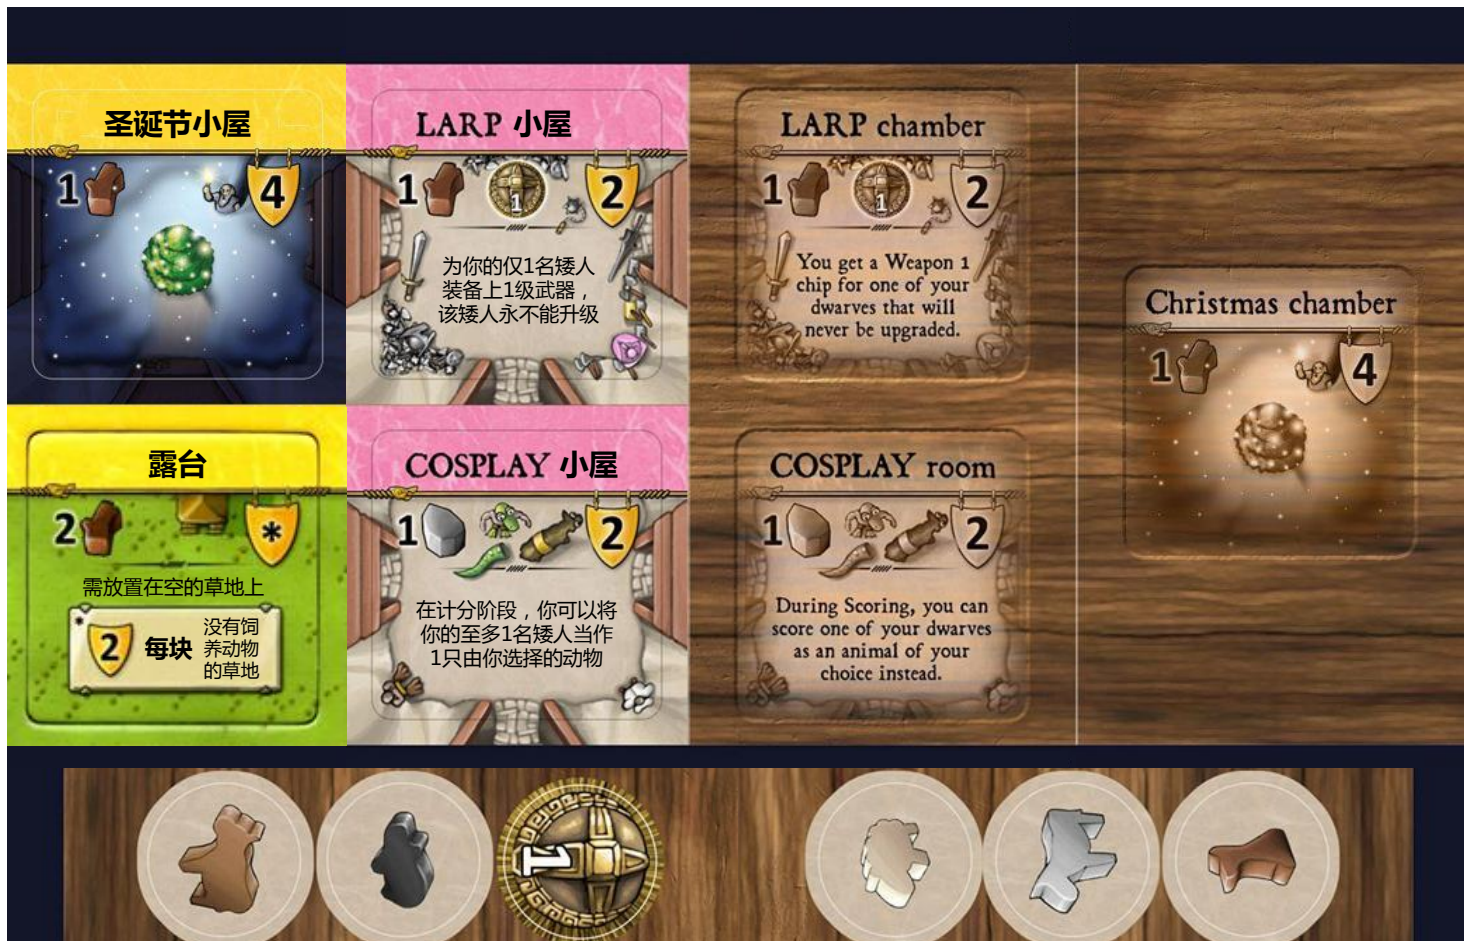 圣诞节小屋
1
4
LARP 小屋
1
1
2
为你的仅1名矮人
装备上1级武器，
该矮人永不能升级
LARP chamber
1
1
2
You get a Weapon 1
chip for one of your
dwarves that will
never be upgraded.
Christmas chamber
1
4
露台
2
*
需放置在空的草地上
*
2
每块
没有饲
养动物
的草地
COSPLAY 小屋
1
2
在计分阶段，你可以将
你的至多1名矮人当作
1只由你选择的动物
COSPLAY room
1
2
During Scoring, you can
score one of your dwarves
as an animal of your
choice instead.
1